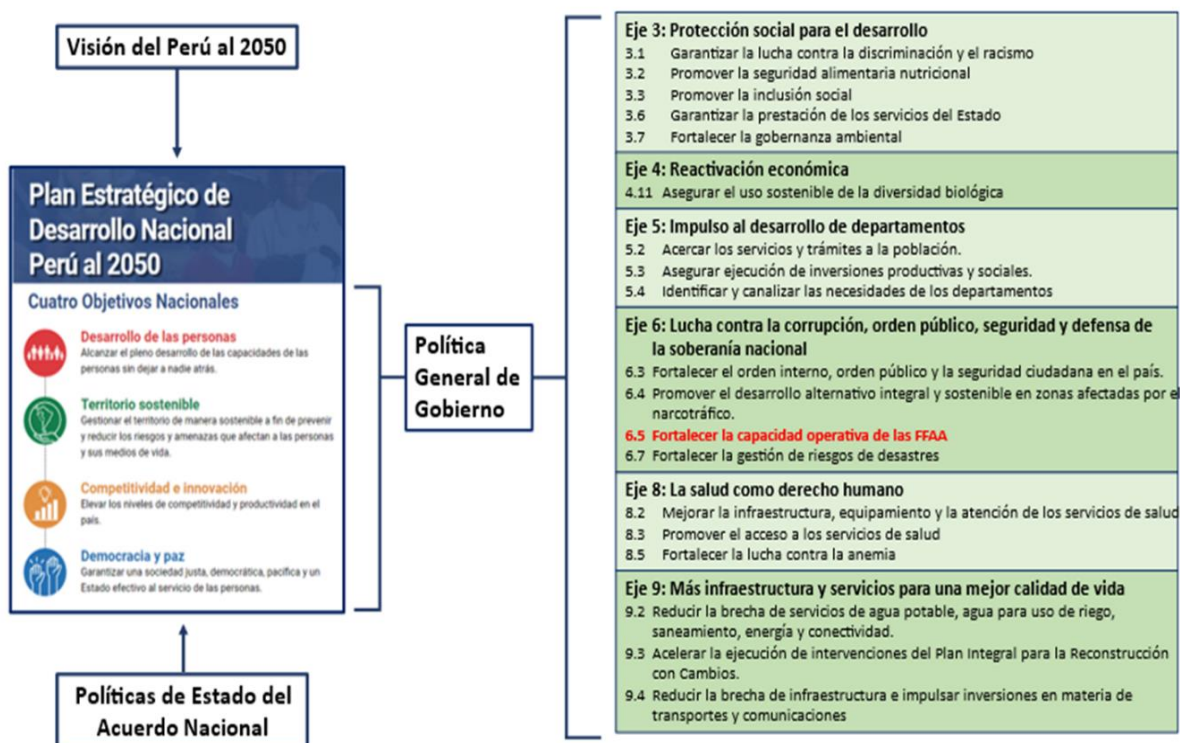 Visión del Perú al 2050
Plan Estratégico de
Desarrollo Nacional
Perú al 2050
Cuatro Objetivos Nacionales
Desarrollo de las personas
Alcanzar el pleno desarrollo de las capacidades de las
personas sin dejar a nadie atrás.
Territorio sostenible
Gestionar el territorio de manera sostenible a fin de prevenir
y reducir los riesgos y amenazas que afectan a las personas
y sus medios de vida.
Competitividad e innovación
Elevar los niveles de competitividad y productividad en el
país.
Democracia y paz
Garantizar una sociedad justa, democrática, pacífica y un
Estado efectivo al servicio de las personas.
Políticas de Estado del
Acuerdo Nacional
Política
General de
Gobierno
Eje 3: Protección social para el desarrollo
3.1 Garantizar la lucha contra la discriminación y el racismo
3.2 Promover la seguridad alimentaria nutricional
3.3 Promover la inclusión social
3.6 Garantizar la prestación de los servicios del Estado
3.7 Fortalecer la gobernanza ambiental
Eje 4: Reactivación económica
4.11 Asegurar el uso sostenible de la diversidad biológica
Eje 5: Impulso al desarrollo de departamentos
5.2 Acercar los servicios y trámites a la población.
5.3 Asegurar ejecución de inversiones productivas y sociales.
5.4 Identificar y canalizar las necesidades de los departamentos
Eje 6: Lucha contra la corrupción, orden público, seguridad y defensa de
la soberanía nacional
6.3 Fortalecer el orden interno, orden público y la seguridad ciudadana en el país.
6.4 Promover el desarrollo alternativo integral y sostenible en zonas afectadas por el
narcotráfico.
6.5 Fortalecer la capacidad operativa de las FFAA
6.7 Fortalecer la gestión de riesgos de desastres
Eje 8: La salud como derecho humano
8.2 Mejorar la infraestructura, equipamiento y la atención de los servicios de salud
8.3 Promover el acceso a los servicios de salud
8.5 Fortalecer la lucha contra la anemia
Eje 9: Más infraestructura y servicios para una mejor calidad de vida
9.2 Reducir la brecha de servicios de agua potable, agua para uso de riego,
saneamiento, energía y conectividad.
9.3 Acelerar la ejecución de intervenciones del Plan Integral para la Reconstrucción
con Cambios.
9.4 Reducir la brecha de infraestructura e impulsar inversiones en materia de
transportes y comunicaciones